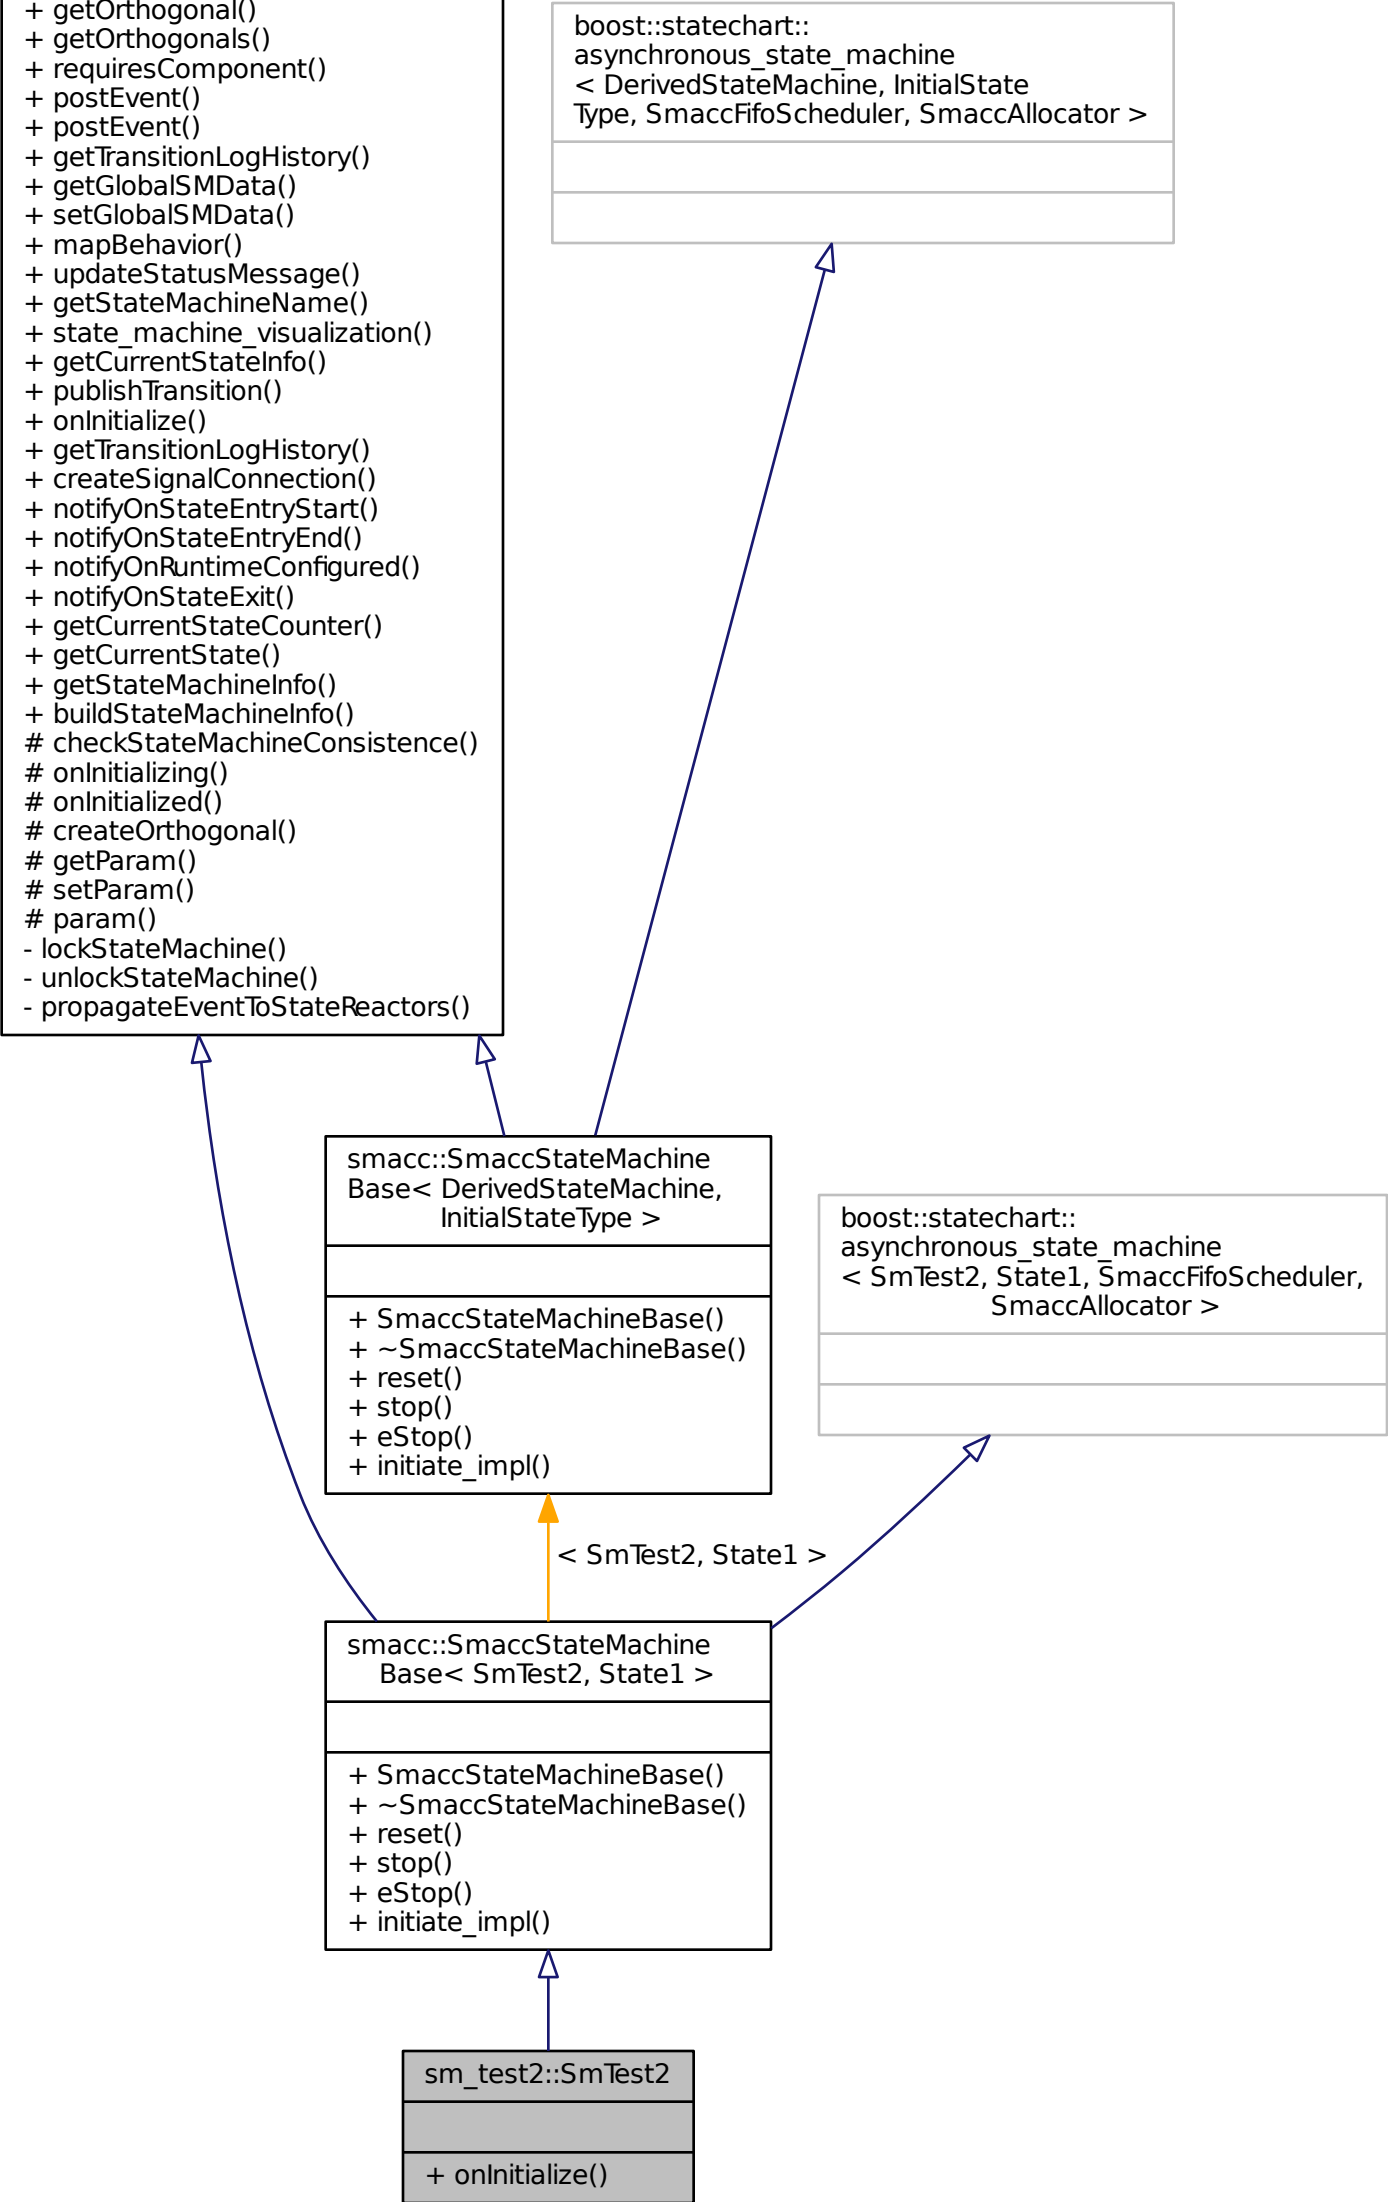 + getOrthogonal()
+ getOrthogonals()
+ requiresComponent()
+ postEvent()
+ postEvent()
+ getTransitionLogHistory()
+ getGlobalSMData()
+ setGlobalSMData()
+ mapBehavior()
+ updateStatusMessage()
+ getStateMachineName()
+ state_machine_visualization()
+ getCurrentStateInfo()
+ publishTransition()
+ onInitialize()
+ getTransitionLogHistory()
+ createSignalConnection()
+ notifyOnStateEntryStart()
+ notifyOnStateEntryEnd()
+ notifyOnRuntimeConfigured()
+ notifyOnStateExit()
+ getCurrentStateCounter()
+ getCurrentState()
+ getStateMachineInfo()
+ buildStateMachineInfo()
# checkStateMachineConsistence()
# onInitializing()
# onInitialized()
# createOrthogonal()
# getParam()
# setParam()
# param()
- lockStateMachine()
- unlockStateMachine()
- propagateEventToStateReactors()
boost::statechart::
asynchronous_state_machine
< DerivedStateMachine, InitialState
Type, SmaccFifoScheduler, SmaccAllocator >
smacc::SmaccStateMachine
Base< DerivedStateMachine,
InitialStateType >
+ SmaccStateMachineBase()
+ ~SmaccStateMachineBase()
+ reset()
+ stop()
+ eStop()
+ initiate_impl()
boost::statechart::
asynchronous_state_machine
< SmTest2, State1, SmaccFifoScheduler,
SmaccAllocator >
< SmTest2, State1 >
smacc::SmaccStateMachine
Base< SmTest2, State1 >
+ SmaccStateMachineBase()
+ ~SmaccStateMachineBase()
+ reset()
+ stop()
+ eStop()
+ initiate_impl()
sm_test2::SmTest2
+ onInitialize()